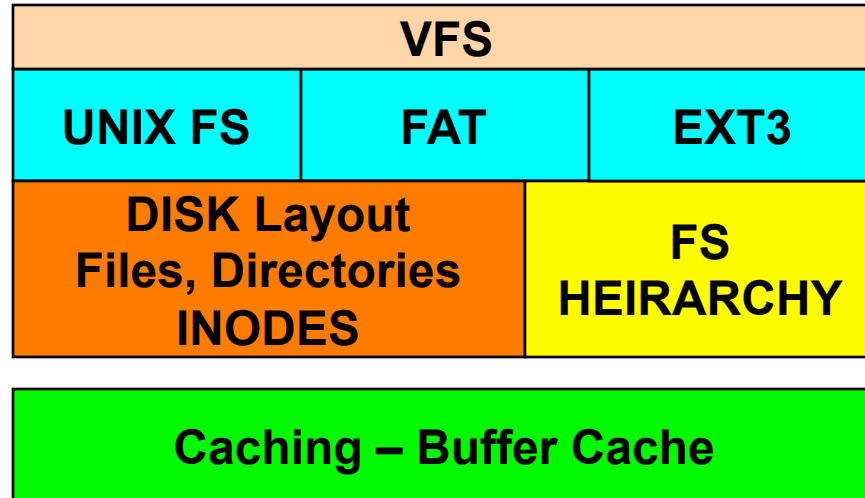 VFS
UNIX FS
FAT
EXT3
DISK Layout
Files, Directories
INODES
FS
HEIRARCHY
Caching – Buffer Cache